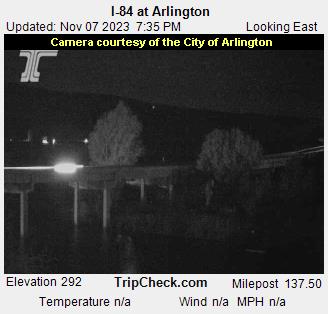 I-84 at Arlington
Updated: Nov 07 2023 7:35 PM Looking East
Camera courtesy of the City of Arlington
Elevation 292 TripCheck.com Milepost 137.50
Temperature n/a Wind n/a MPH n/a